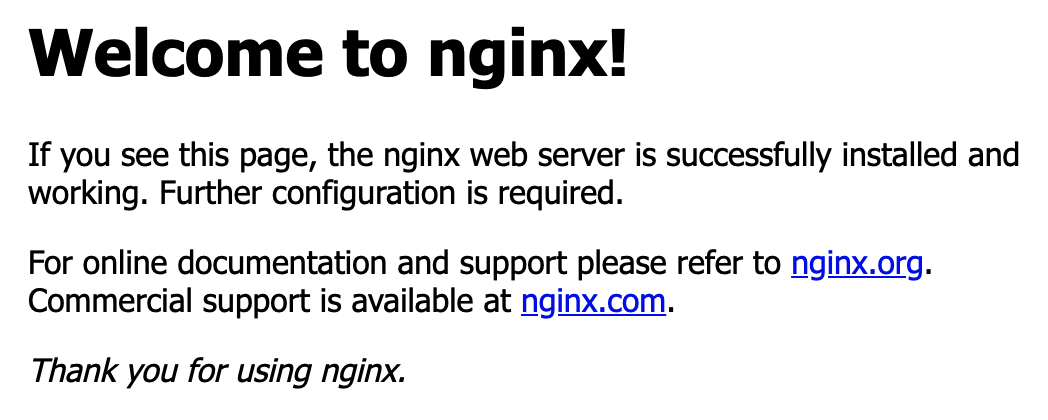 Welcome to nginx!
If you see this page, the nginx web server is successfully installed and
working. Further configuration is required.
For online documentation and support please refer to nginx.org.
Commercial support is available at nginx.com.
Thank you for using nginx.